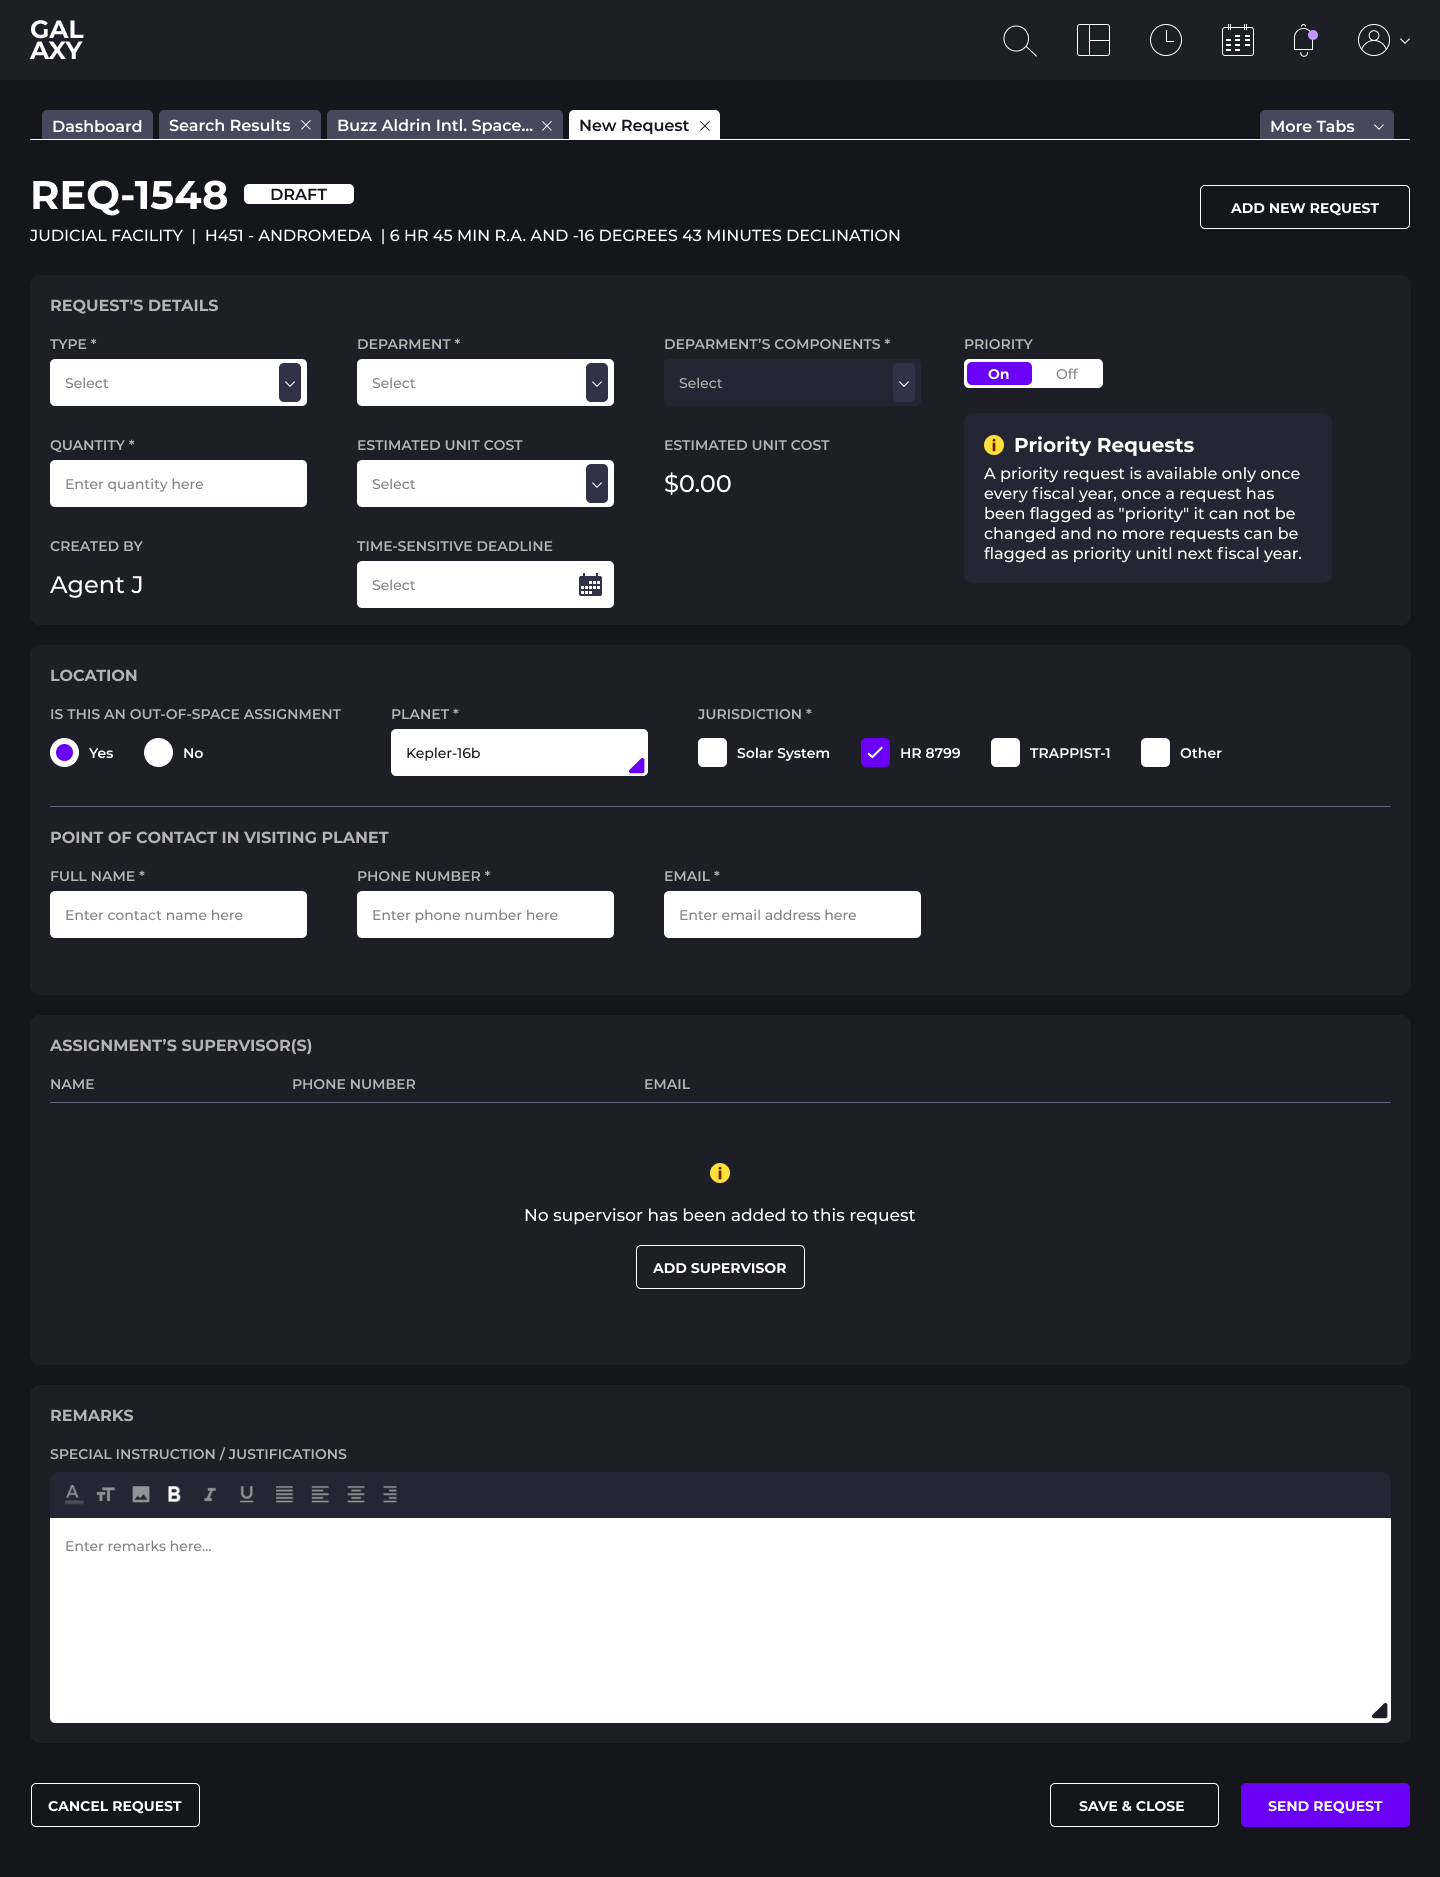 GAL
AXY
Dashboard
Search Results
Buzz Aldrin Intl. Space...
New Request
More Tabs
REQ-1548
DRAFT
ADD NEW REQUEST
JUDICIAL FACILITY | H451 - ANDROMEDA | 6 HR 45 MIN R.A. AND -16 DEGREES 43 MINUTES DECLINATION
REQUEST'S DETAILS
TYPE *
DEPARMENT *
DEPARMENT’S COMPONENTS *
PRIORITY
Select
Select
Select
On
Off
QUANTITY *
ESTIMATED UNIT COST
ESTIMATED UNIT COST
Enter quantity here
Select
$0.00
Priority Requests
A priority request is available only once
every fiscal year, once a request has
been flagged as "priority" it can not be
changed and no more requests can be
flagged as priority unitl next fiscal year.
CREATED BY
TIME-SENSITIVE DEADLINE
Agent J
Select
LOCATION
IS THIS AN OUT-OF-SPACE ASSIGNMENT
PLANET *
JURISDICTION *
Yes
No
Kepler-16b
Solar System
HR 8799
TRAPPIST-1
Other
POINT OF CONTACT IN VISITING PLANET
FULL NAME *
PHONE NUMBER *
EMAIL *
Enter contact name here
Enter phone number here
Enter email address here
ASSIGNMENT’S SUPERVISOR(S)
NAME
PHONE NUMBER
EMAIL
No supervisor has been added to this request
ADD SUPERVISOR
REMARKS
SPECIAL INSTRUCTION / JUSTIFICATIONS
Enter remarks here...
CANCEL REQUEST
SAVE & CLOSE
SEND REQUEST